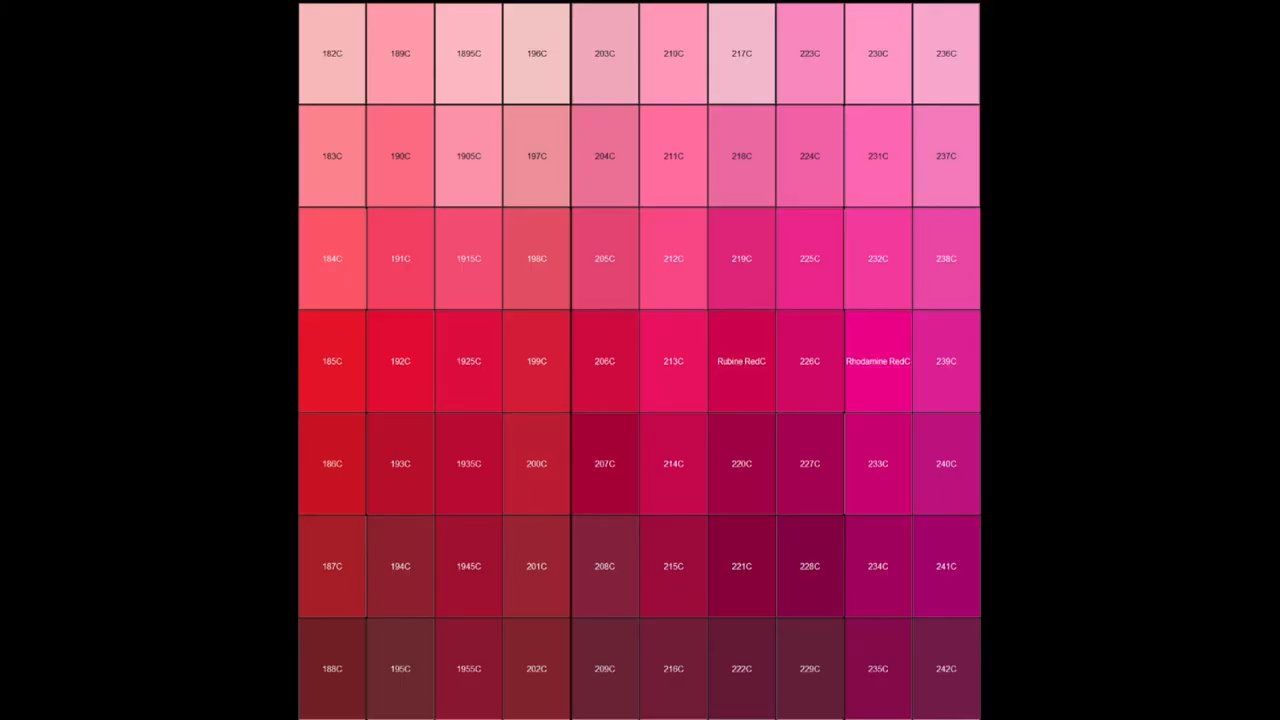 182C 189C 1895C 196C 203C 210C 217C 223C 230C 236C
183C 190C 1905C 197C 204C 211C 218C 224C 231C 237C
184C 191C 1915C 198C 205C 212C 219C 225C 232C 238C
185C 192C 1925C 199C 206C 213C Rubine RedC 226C Rhodamine RedC 239C
186C 193C 1935C 200C 207C 214C 220C 227C 233C 240C
187C 194C 1945C 201C 208C 215C 221C 228C 234C 241C
188C 195C 1955C 202C 209C 216C 222C 229C 235C 242C